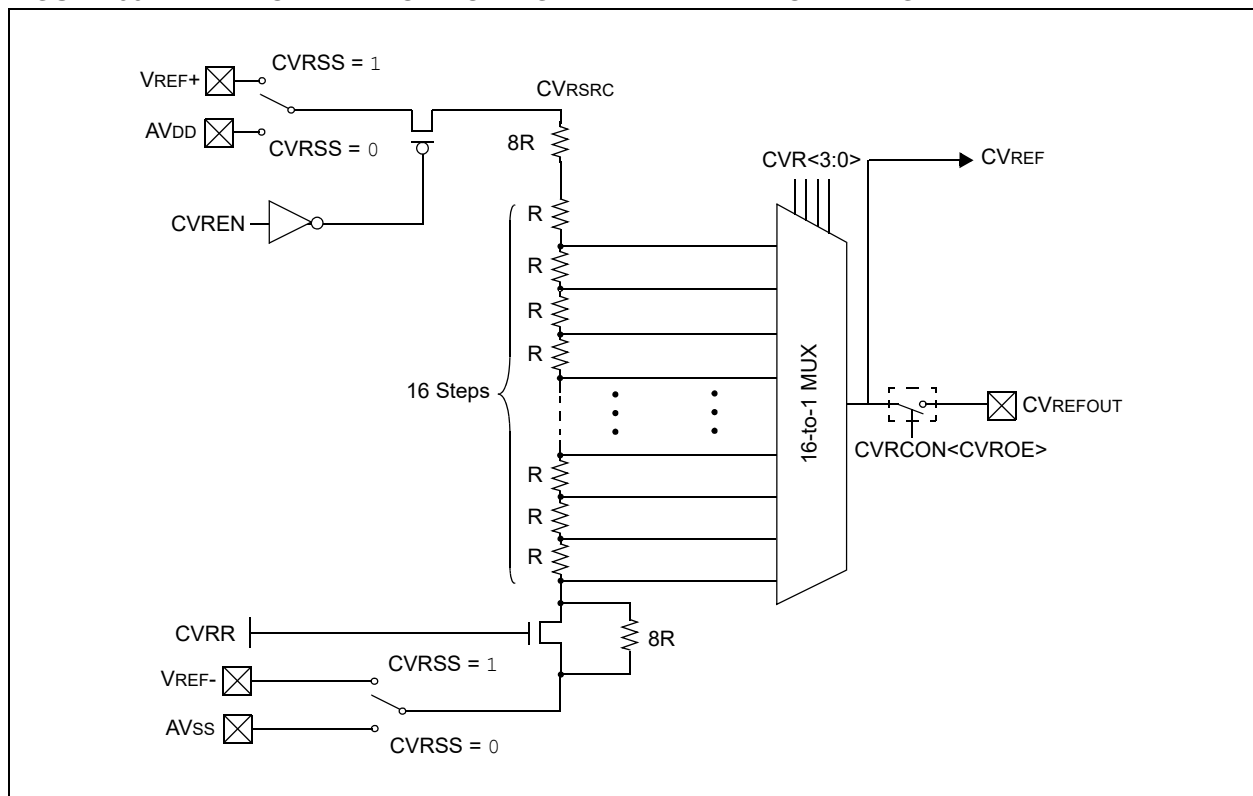 CVRSS = 1
VREF+
CVRSRC
AVDD
8R
CVRSS = 0
CVR<3:0>
CVREF
CVREN
R
R
R
R
16 Steps
16-to-1 MUX
CVREFOUT
CVRCON<CVROE>
R
R
R
CVRR
8R
CVRSS = 1
VREF-
AVSS
CVRSS = 0